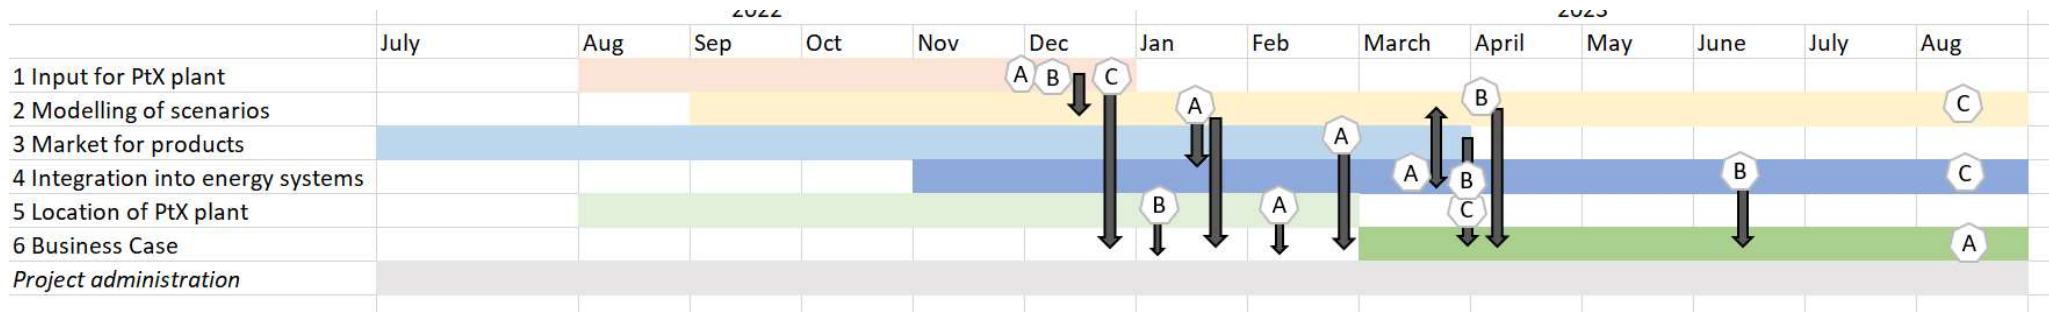 2022 2023
July Aug Sep Oct Nov Dec Jan Feb March April May June July Aug
1 Input for PtX plant A B C
2 Modelling of scenarios A B C
3 Market for products A
4 Integration into energy systems A B B C
5 Location of PtX plant B A C
6 Business Case A
Project administration